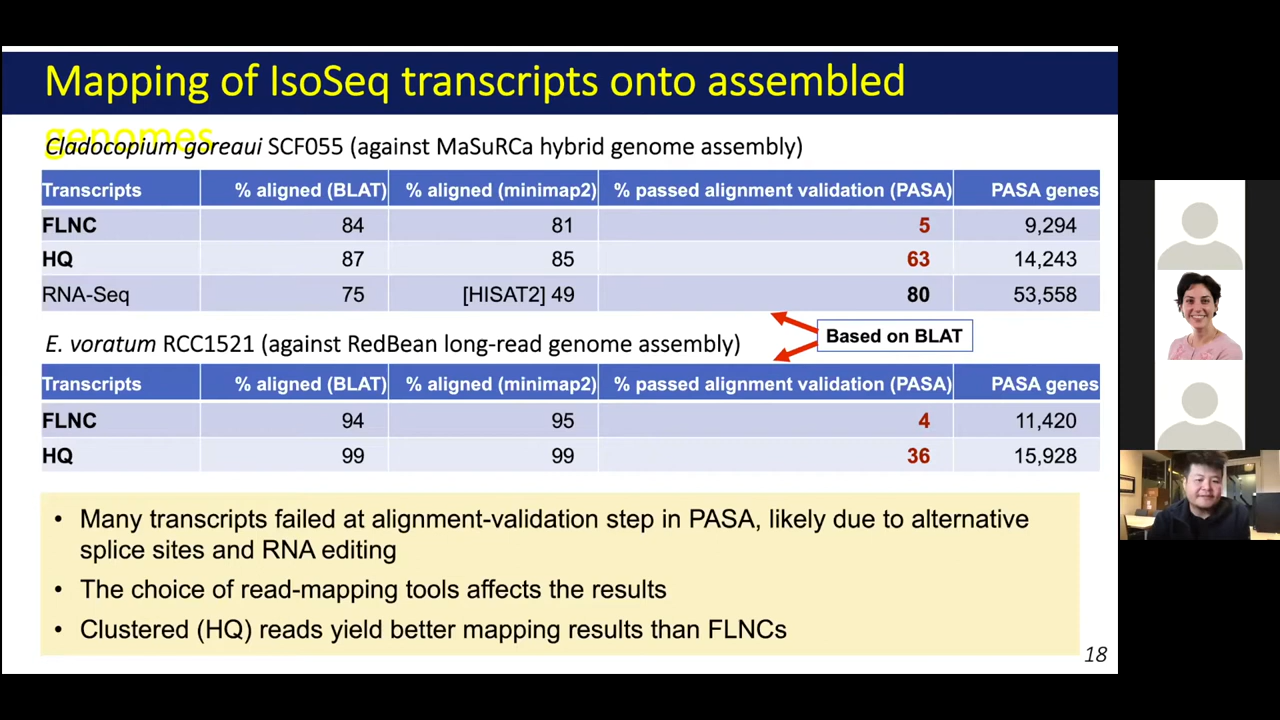 Mapping of IsoSeq transcripts onto assembled
genomes
Cladocopium goreaui SCF055 (against MaSuRCa hybrid genome assembly)
Transcripts % aligned (BLAT) % aligned (minimap2) % passed alignment validation (PASA) PASA genes
FLNC 84 81 5 9,294
HQ 87 85 63 14,243
RNA-Seq 75 [HISAT2] 49 80 53,558
Based on BLAT
E. voratum RCC1521 (against RedBean long-read genome assembly)
Transcripts % aligned (BLAT) % aligned (minimap2) % passed alignment validation (PASA) PASA genes
FLNC 94 95 4 11,420
HQ 99 99 36 15,928
• Many transcripts failed at alignment-validation step in PASA, likely due to alternative
splice sites and RNA editing
• The choice of read-mapping tools affects the results
• Clustered (HQ) reads yield better mapping results than FLNCs
18